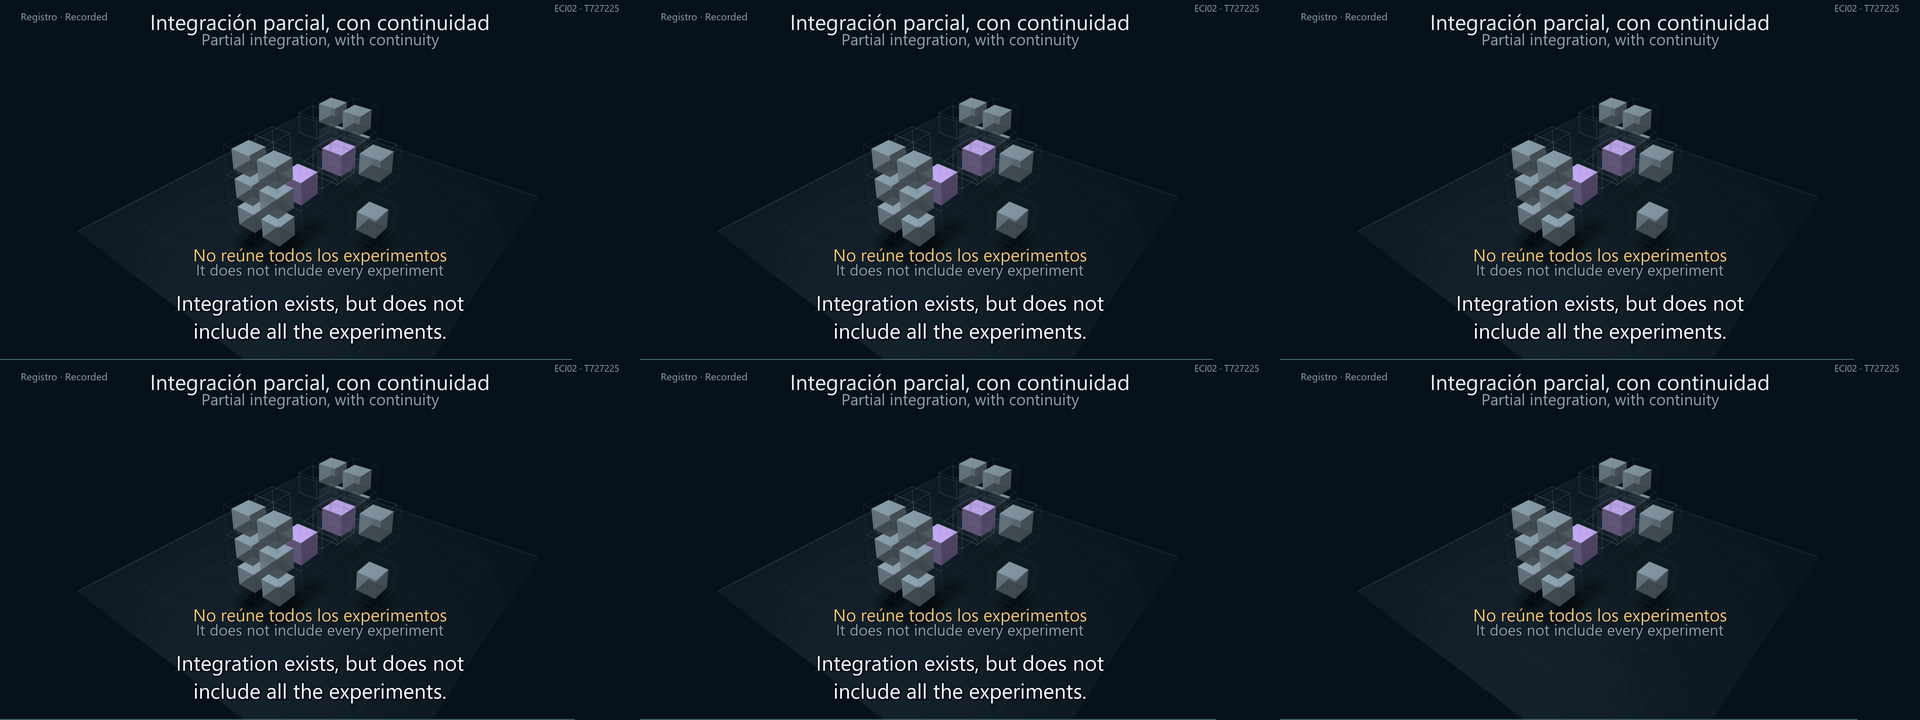 Registro · Recorded
ECI02 · T727225
Integración parcial, con continuidad
Partial integration, with continuity
No reúne todos los experimentos
It does not include every experiment
Integration exists, but does not
include all the experiments.
Registro · Recorded
ECI02 · T727225
Integración parcial, con continuidad
Partial integration, with continuity
No reúne todos los experimentos
It does not include every experiment
Integration exists, but does not
include all the experiments.
Registro · Recorded
ECI02 · T727225
Integración parcial, con continuidad
Partial integration, with continuity
No reúne todos los experimentos
It does not include every experiment
Integration exists, but does not
include all the experiments.
Registro · Recorded
ECI02 · T727225
Integración parcial, con continuidad
Partial integration, with continuity
No reúne todos los experimentos
It does not include every experiment
Integration exists, but does not
include all the experiments.
Registro · Recorded
ECI02 · T727225
Integración parcial, con continuidad
Partial integration, with continuity
No reúne todos los experimentos
It does not include every experiment
Integration exists, but does not
include all the experiments.
Registro · Recorded
ECI02 · T727225
Integración parcial, con continuidad
Partial integration, with continuity
No reúne todos los experimentos
It does not include every experiment